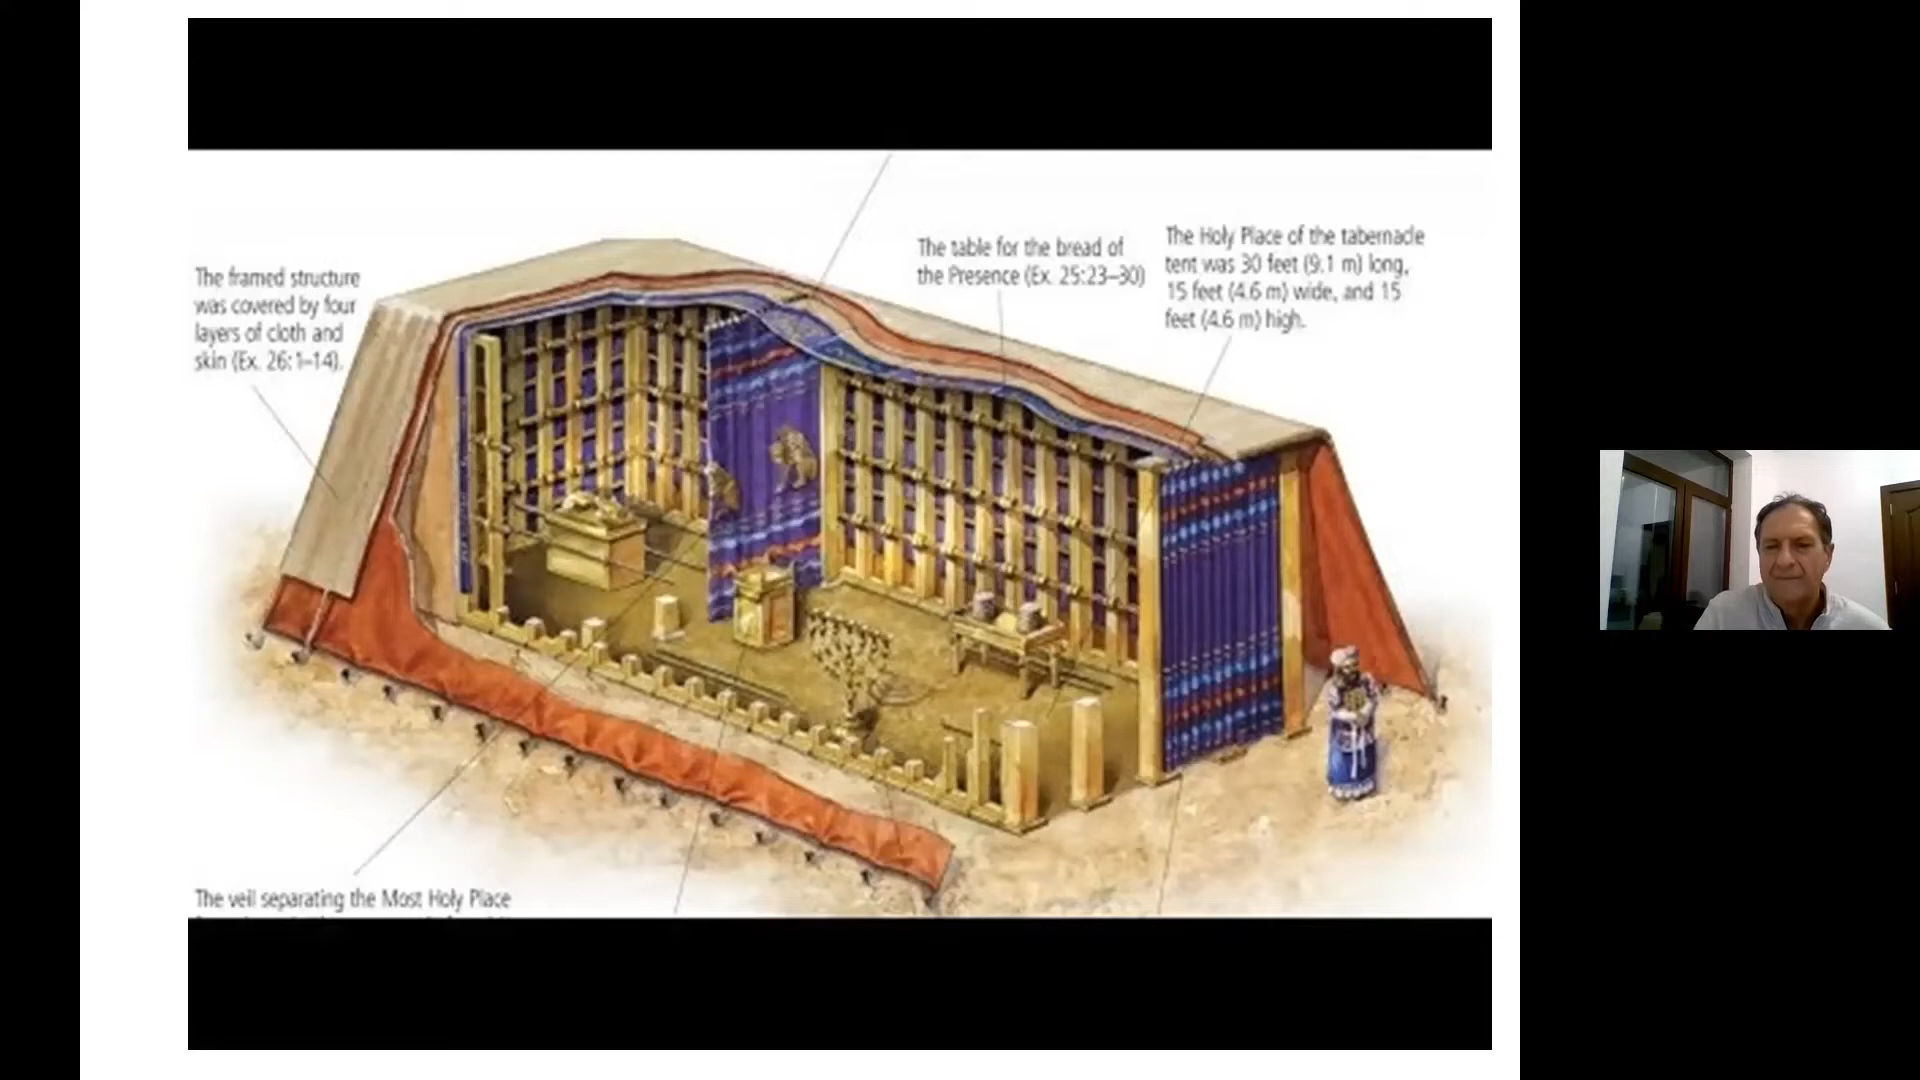 The framed structure
was covered by four
layers of cloth and
skin (Ex. 26:1–14).
The table for the bread of
the Presence (Ex. 25:23–30)
The Holy Place of the tabernacle
tent was 30 feet (9.1 m) long,
15 feet (4.6 m) wide, and 15
feet (4.6 m) high.
The veil separating the Most Holy Place